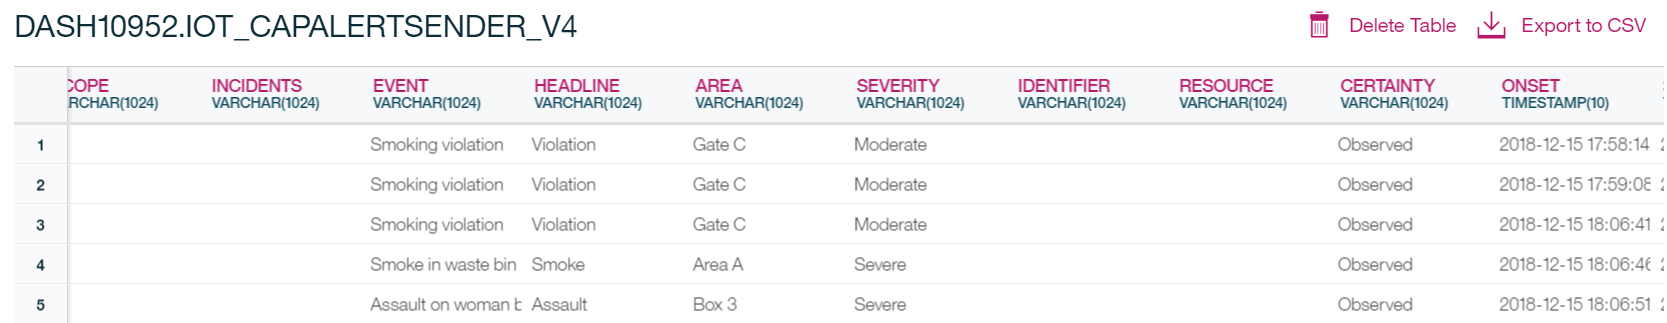 DASH10952.IOT_CAPALERTSENDER_V4 Delete Table Export to CSV
COPE INCIDENTS EVENT HEADLINE AREA SEVERITY IDENTIFIER RESOURCE CERTAINTY ONSET
RCHAR(1024) VARCHAR(1024) VARCHAR(1024) VARCHAR(1024) VARCHAR(1024) VARCHAR(1024) VARCHAR(1024) VARCHAR(1024) VARCHAR(1024) TIMESTAMP(10)
1 Smoking violation Violation Gate C Moderate Observed 2018-12-15 17:58:14
2 Smoking violation Violation Gate C Moderate Observed 2018-12-15 17:59:08
3 Smoking violation Violation Gate C Moderate Observed 2018-12-15 18:06:41
4 Smoke in waste bin Smoke Area A Severe Observed 2018-12-15 18:06:46
5 Assault on woman Assault Box 3 Severe Observed 2018-12-15 18:06:51